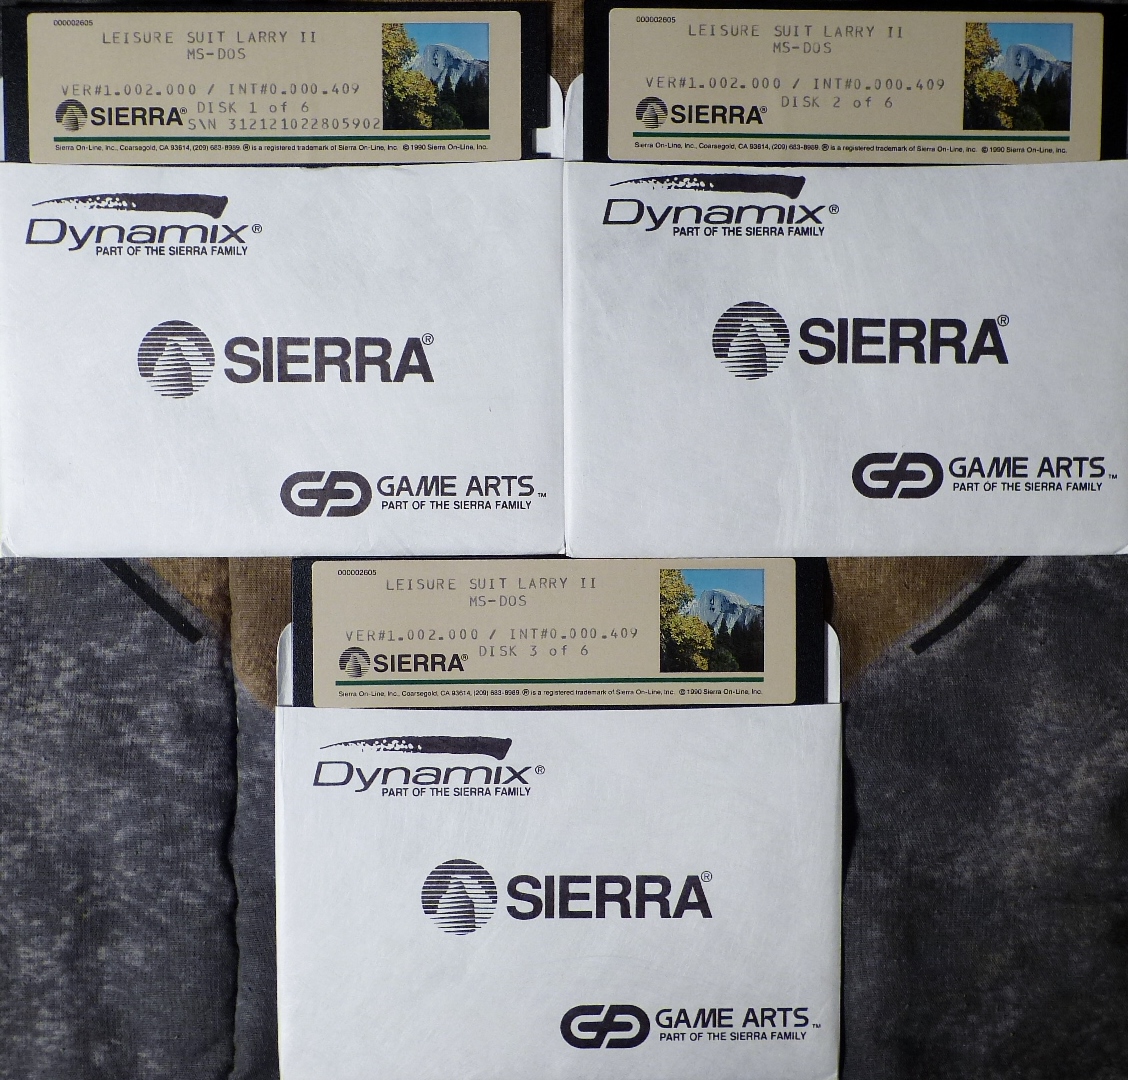 000002605
LEISURE SUIT LARRY II
MS-DOS
VER#1.002.000 / INT#0.000.409
SIERRA® DISK 1 of 6
S\N 312121022805902
Sierra On-Line, Inc., Coarsegold, CA 93614, (209) 683-8989. ® is a registered trademark of Sierra On-Line, Inc. © 1990 Sierra On-Line, Inc.
Dynamix®
PART OF THE SIERRA FAMILY
SIERRA®
GAME ARTS™
PART OF THE SIERRA FAMILY
000002605
LEISURE SUIT LARRY II
MS-DOS
VER#1.002.000 / INT#0.000.409
SIERRA® DISK 2 of 6
Sierra On-Line, Inc., Coarsegold, CA 93614, (209) 683-8989. ® is a registered trademark of Sierra On-Line, Inc. © 1990 Sierra On-Line, Inc.
Dynamix®
PART OF THE SIERRA FAMILY
SIERRA®
GAME ARTS™
PART OF THE SIERRA FAMILY
000002605
LEISURE SUIT LARRY II
MS-DOS
VER#1.002.000 / INT#0.000.409
SIERRA® DISK 3 of 6
Sierra On-Line, Inc., Coarsegold, CA 93614, (209) 683-8989. ® is a registered trademark of Sierra On-Line, Inc. © 1990 Sierra On-Line, Inc.
Dynamix®
PART OF THE SIERRA FAMILY
SIERRA®
GAME ARTS™
PART OF THE SIERRA FAMILY